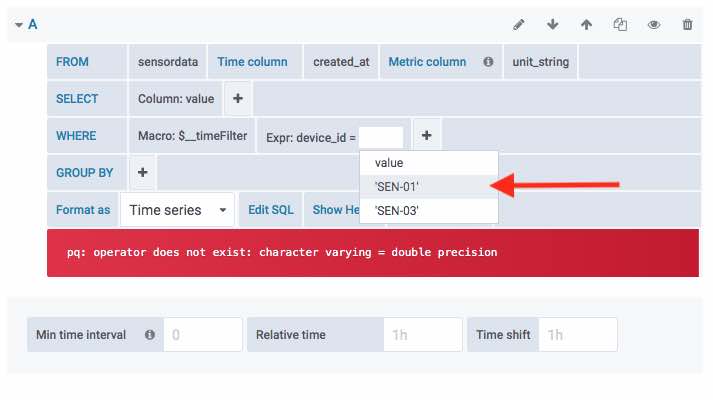 A
FROM sensordata Time column created_at Metric column unit_string
SELECT Column: value +
WHERE Macro: $__timeFilter Expr: device_id = +
value
GROUP BY +
'SEN-01'
'SEN-03'
Format as Time series Edit SQL Show He
pq: operator does not exist: character varying = double precision
Min time interval 0 Relative time 1h Time shift 1h